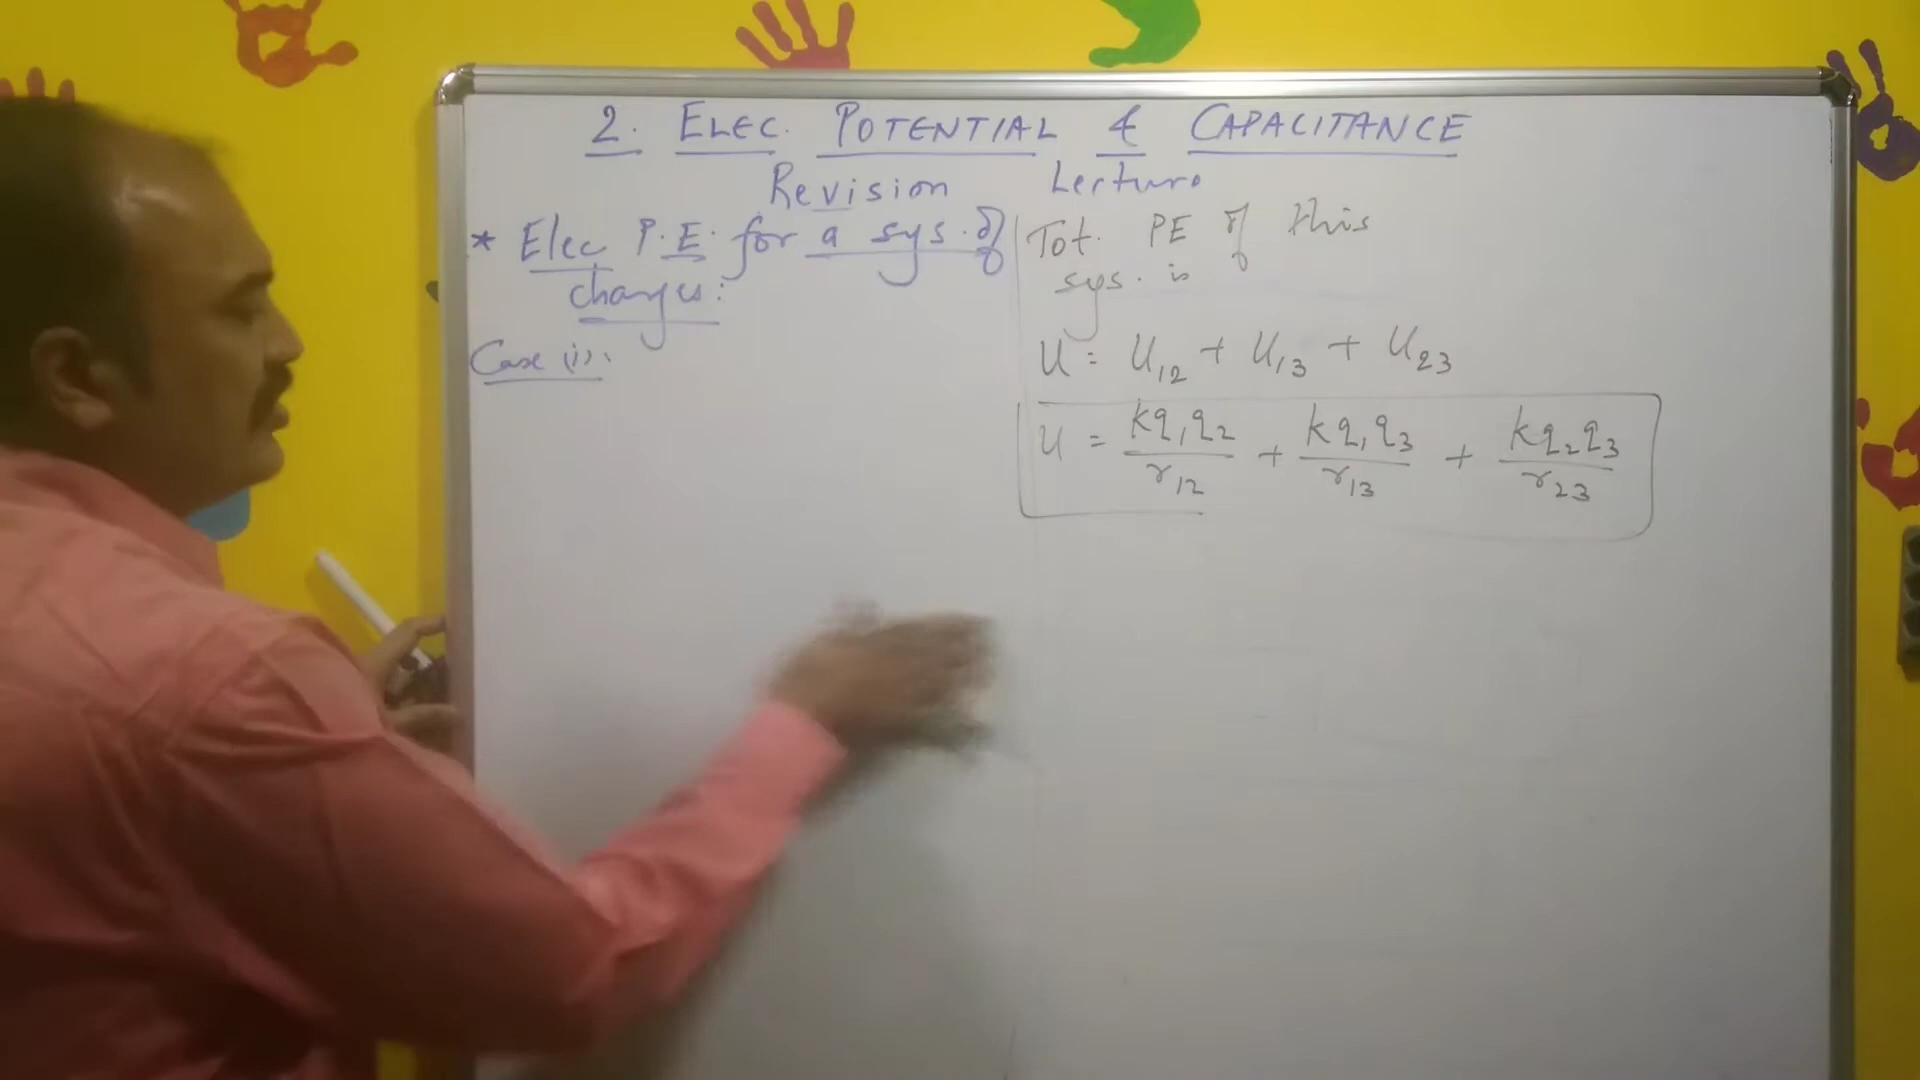 2. ELEC. POTENTIAL & CAPACITANCE
Revision Lecture
* Elec P.E. for a sys. of
charges:
Case (i):
Tot. PE of this
sys. is
U = U₁₂ + U₁₃ + U₂₃
U = kq₁q₂/r₁₂ + kq₁q₃/r₁₃ + kq₂q₃/r₂₃